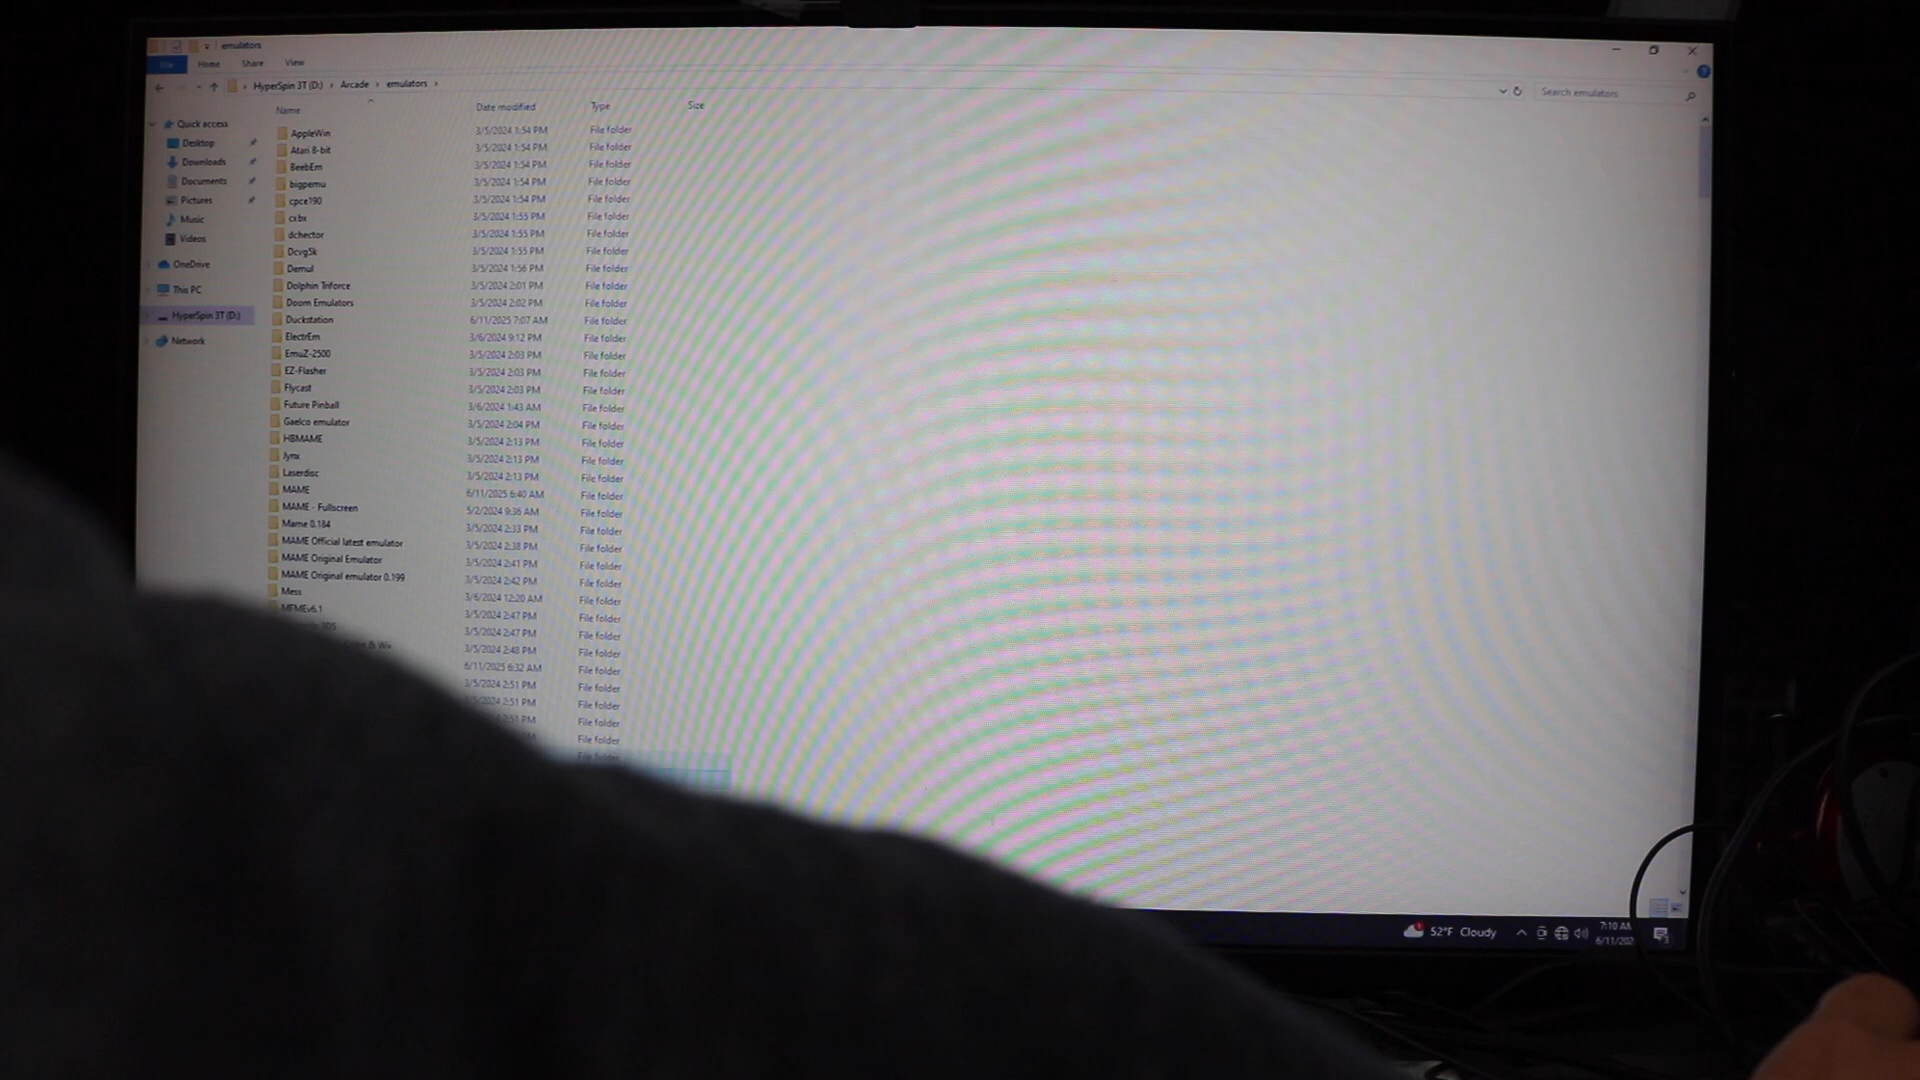 emulators
File Home Share View
HyperSpin 3T (D:) › Arcade › emulators ›
Search emulators
Name Date modified Type Size
Quick access
Desktop
Downloads
Documents
Pictures
Music
Videos
OneDrive
This PC
HyperSpin 3T (D:)
Network
AppleWin 3/5/2024 1:54 PM File folder
Atari 8-bit 3/5/2024 1:54 PM File folder
BeebEm 3/5/2024 1:54 PM File folder
bigpemu 3/5/2024 1:54 PM File folder
cpce190 3/5/2024 1:54 PM File folder
cxbx 3/5/2024 1:55 PM File folder
dchector 3/5/2024 1:55 PM File folder
Dcvg5k 3/5/2024 1:55 PM File folder
Demul 3/5/2024 1:56 PM File folder
Dolphin Triforce 3/5/2024 2:01 PM File folder
Doom Emulators 3/5/2024 2:02 PM File folder
Duckstation 6/11/2025 7:07 AM File folder
ElectrEm 3/6/2024 9:12 PM File folder
EmuZ-2500 3/5/2024 2:03 PM File folder
EZ-Flasher 3/5/2024 2:03 PM File folder
Flycast 3/5/2024 2:03 PM File folder
Future Pinball 3/6/2024 1:43 AM File folder
Gaelco emulator 3/5/2024 2:04 PM File folder
HBMAME 3/5/2024 2:13 PM File folder
Jynx 3/5/2024 2:13 PM File folder
Laserdisc 3/5/2024 2:13 PM File folder
MAME 6/11/2025 6:40 AM File folder
MAME - Fullscreen 5/2/2024 9:36 AM File folder
Mame 0.184 3/5/2024 2:33 PM File folder
MAME Official latest emulator 3/5/2024 2:38 PM File folder
MAME Original Emulator 3/5/2024 2:41 PM File folder
MAME Original emulator 0.199 3/5/2024 2:42 PM File folder
Mess 3/6/2024 12:20 AM File folder
MEMEv6.1 3/5/2024 2:47 PM File folder
3DS 3/5/2024 2:47 PM File folder
& Wii 3/5/2024 2:48 PM File folder
6/11/2025 6:32 AM File folder
3/5/2024 2:51 PM File folder
2:51 PM File folder
2:51 PM File folder
File folder
File folder
52°F Cloudy
7:10 AM
6/11/202